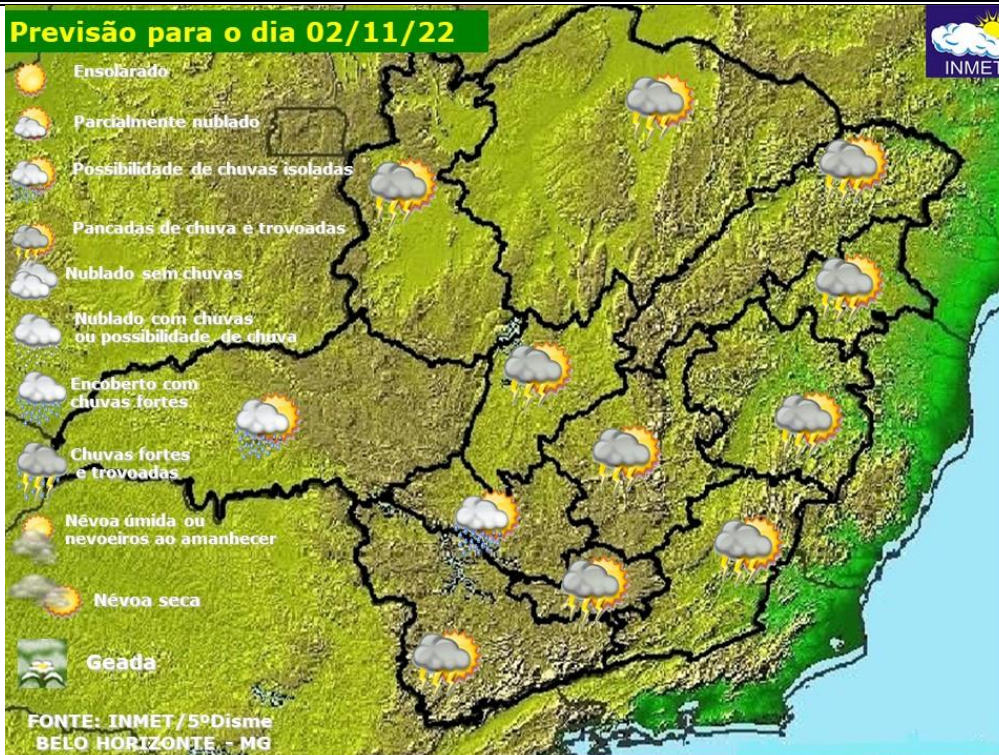 Previsão para o dia 02/11/22
INMET
Ensolarado
Parcialmente nublado
Possibilidade de chuvas isoladas
Pancadas de chuva e trovoadas
Nublado sem chuvas
Nublado com chuvas
ou possibilidade de chuva
Encoberto com
chuvas fortes
Chuvas fortes
e trovoadas
Névoa úmida ou
nevoeiros ao amanhecer
Névoa seca
Geada
FONTE: INMET/5ºDisme
BELO HORIZONTE - MG